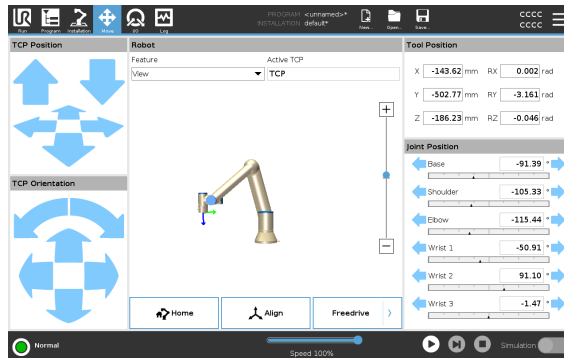 UR
PROGRAM <unnamed>*
INSTALLATION default*
CCCC
CCCC
Run
Program
Installation
Move
I/O
Log
New...
Open...
Save...
TCP Position
Robot
Tool Position
Feature
Active TCP
View
TCP
X -143.62 mm RX 0.002 rad
Y -502.77 mm RY -3.161 rad
Z -186.23 mm RZ -0.046 rad
Joint Position
Base -91.39 °
Shoulder -105.33 °
Elbow -115.44 °
Wrist 1 -50.91 °
Wrist 2 91.10 °
Wrist 3 -1.47 °
TCP Orientation
Home
Align
Freedrive
Normal
Speed 100%
Simulation